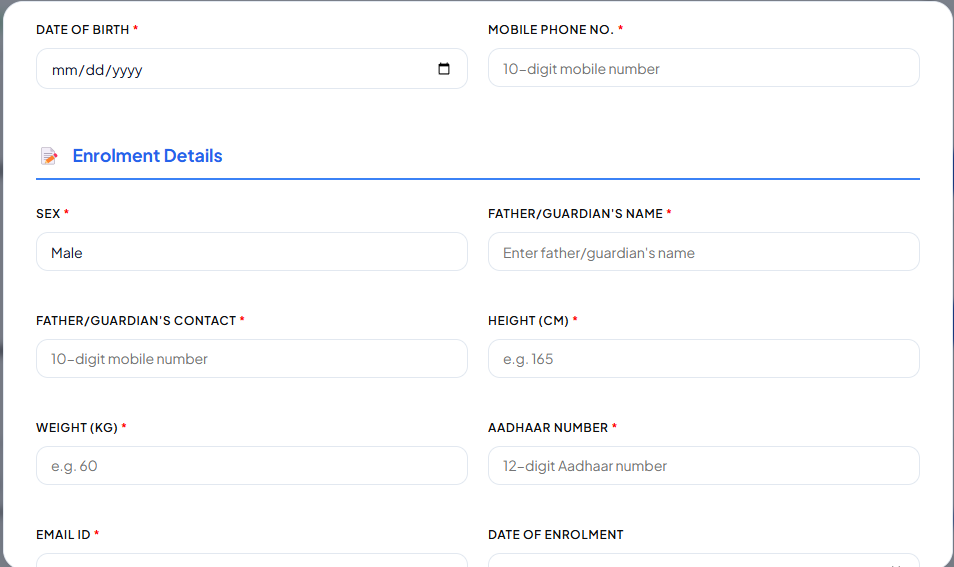 DATE OF BIRTH *
MOBILE PHONE NO. *
mm/dd/yyyy
10-digit mobile number
Enrolment Details
SEX *
FATHER/GUARDIAN'S NAME *
Male
Enter father/guardian's name
FATHER/GUARDIAN'S CONTACT *
HEIGHT (CM) *
10-digit mobile number
e.g. 165
WEIGHT (KG) *
AADHAAR NUMBER *
e.g. 60
12-digit Aadhaar number
EMAIL ID *
DATE OF ENROLMENT